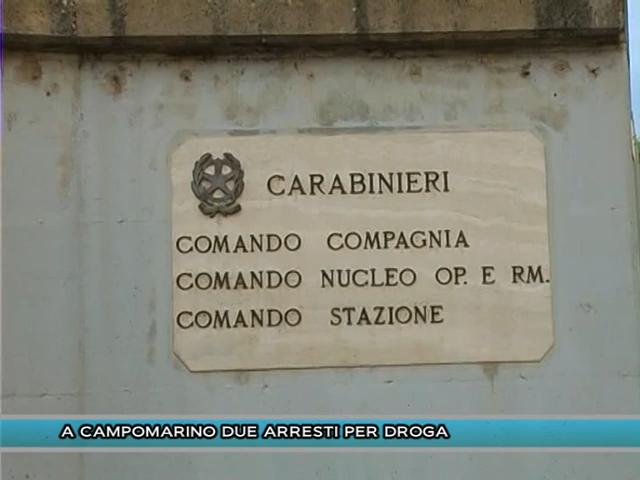 CARABINIERI
COMANDO COMPAGNIA
COMANDO NUCLEO OP. E RM.
COMANDO STAZIONE
A CAMPOMARINO DUE ARRESTI PER DROGA